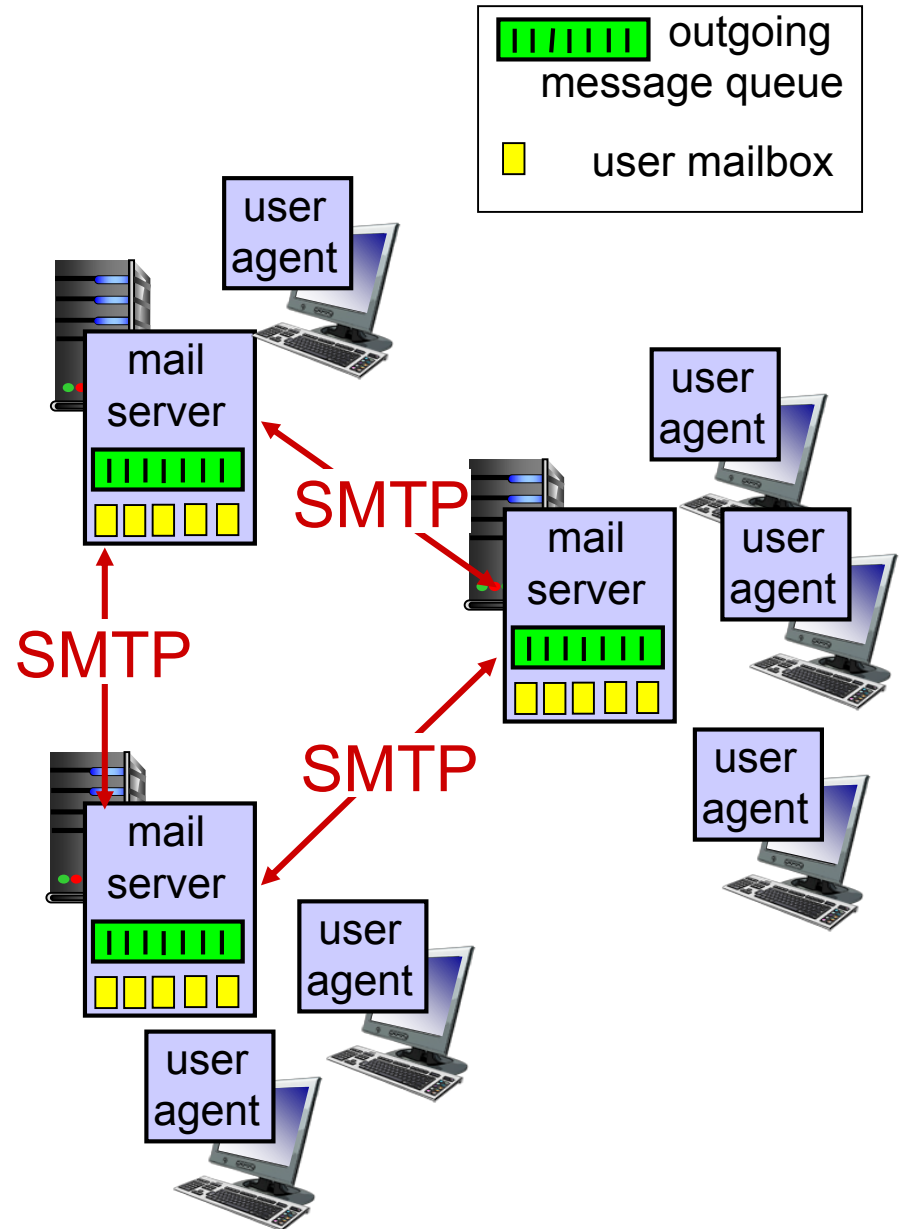 outgoing
message queue
user mailbox
user
agent
mail
server
SMTP
user
agent
mail
server
user
agent
SMTP
SMTP
user
agent
mail
server
user
agent
user
agent